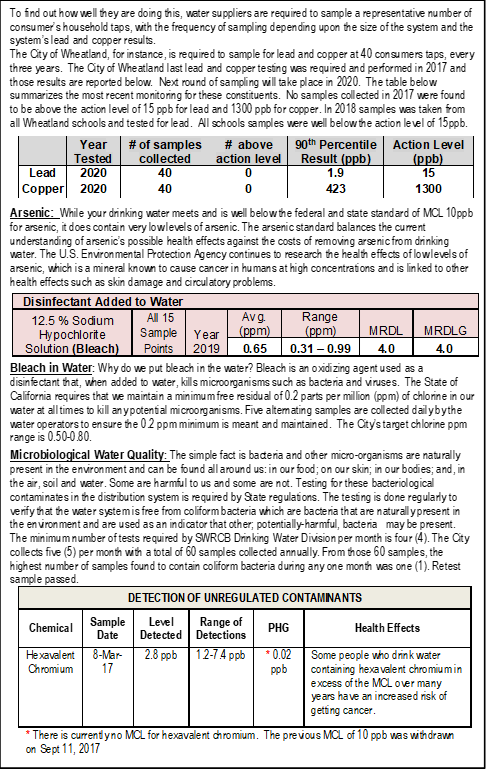 To find out how well they are doing this, water suppliers are required to sample a representative number of
consumer's household taps, with the frequency of sampling depending upon the size of the system and the
system's lead and copper results.
The City of Wheatland, for instance, is required to sample for lead and copper at 40 consumers taps, every
three years. The City of Wheatland last lead and copper testing was required and performed in 2017 and
those results are reported below. Next round of sampling will take place in 2020. The table below
summarizes the most recent monitoring for these constituents. No samples collected in 2017 were found
to be above the action level of 15 ppb for lead and 1300 ppb for copper. In 2018 samples was taken from
all Wheatland schools and tested for lead. All schools samples were well below the action level of 15ppb.
Year Tested # of samples collected # above action level 90th Percentile Result (ppb) Action Level (ppb)
Lead 2020 40 0 1.9 15
Copper 2020 40 0 423 1300
Arsenic: While your drinking water meets and is well below the federal and state standard of MCL 10ppb
for arsenic, it does contain very low levels of arsenic. The arsenic standard balances the current
understanding of arsenic's possible health effects against the costs of removing arsenic from drinking
water. The U.S. Environmental Protection Agency continues to research the health effects of low levels of
arsenic, which is a mineral known to cause cancer in humans at high concentrations and is linked to other
health effects such as skin damage and circulatory problems.
Disinfectant Added to Water
12.5 % Sodium Hypochlorite Solution (Bleach) All 15 Sample Points Year 2019 Avg. (ppm) Range (ppm) MRDL MRDLG
0.65 0.31 – 0.99 4.0 4.0
Bleach in Water: Why do we put bleach in the water? Bleach is an oxidizing agent used as a
disinfectant that, when added to water, kills microorganisms such as bacteria and viruses. The State of
California requires that we maintain a minimum free residual of 0.2 parts per million (ppm) of chlorine in our
water at all times to kill any potential microorganisms. Five alternating samples are collected daily by the
water operators to ensure the 0.2 ppm minimum is meant and maintained. The City's target chlorine ppm
range is 0.50-0.80.
Microbiological Water Quality: The simple fact is bacteria and other micro-organisms are naturally
present in the environment and can be found all around us: in our food; on our skin; in our bodies; and, in
the air, soil and water. Some are harmful to us and some are not. Testing for these bacteriological
contaminates in the distribution system is required by State regulations. The testing is done regularly to
verify that the water system is free from coliform bacteria which are bacteria that are naturally present in
the environment and are used as an indicator that other; potentially-harmful, bacteria may be present.
The minimum number of tests required by SWRCB Drinking Water Division per month is four (4). The City
collects five (5) per month with a total of 60 samples collected annually. From those 60 samples, the
highest number of samples found to contain coliform bacteria during any one month was one (1). Retest
sample passed.
DETECTION OF UNREGULATED CONTAMINANTS
Chemical Sample Date Level Detected Range of Detections PHG Health Effects
Hexavalent Chromium 8-Mar-17 2.8 ppb 1.2-7.4 ppb * 0.02 ppb Some people who drink water
containing hexavalent chromium in
excess of the MCL over many
years have an increased risk of
getting cancer.
* There is currently no MCL for hexavalent chromium. The previous MCL of 10 ppb was withdrawn
on Sept 11, 2017